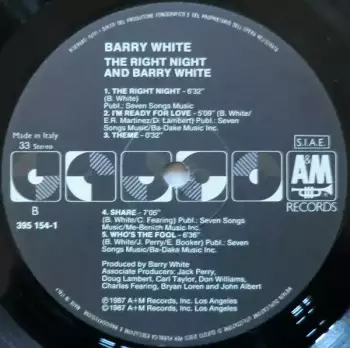 BARRY WHITE
THE RIGHT NIGHT
AND BARRY WHITE
1. THE RIGHT NIGHT - 6'32"
(B. White)
Publ.: Seven Songs Music
2. I'M READY FOR LOVE - 5'09" (B. White/
E.R. Martinez/D. Lambert) Publ.: Seven
Songs Music/Ba-Dake Music Inc.
3. THEME - 0'32"
Made in Italy
33 Stereo
S.I.A.E.
A&M
RECORDS
B
395 154-1
4. SHARE - 7'05"
(B. White/C. Fearing) Publ.: Seven Songs
Music/Me-Benish Music Inc.
5. WHO'S THE FOOL - 6'36"
(B. White/J. Perry/E. Booker) Publ.: Seven
Songs Music/Ba-Dake Music Inc.
Produced by Barry White
Associate Producers: Jack Perry,
Doug Lambert, Carl Taylor, Don Williams,
Charles Fearing, Bryan Loren and John Albert
℗1987 A+M Records, Inc. Los Angeles
©1987 A+M Records, Inc. Los Angeles